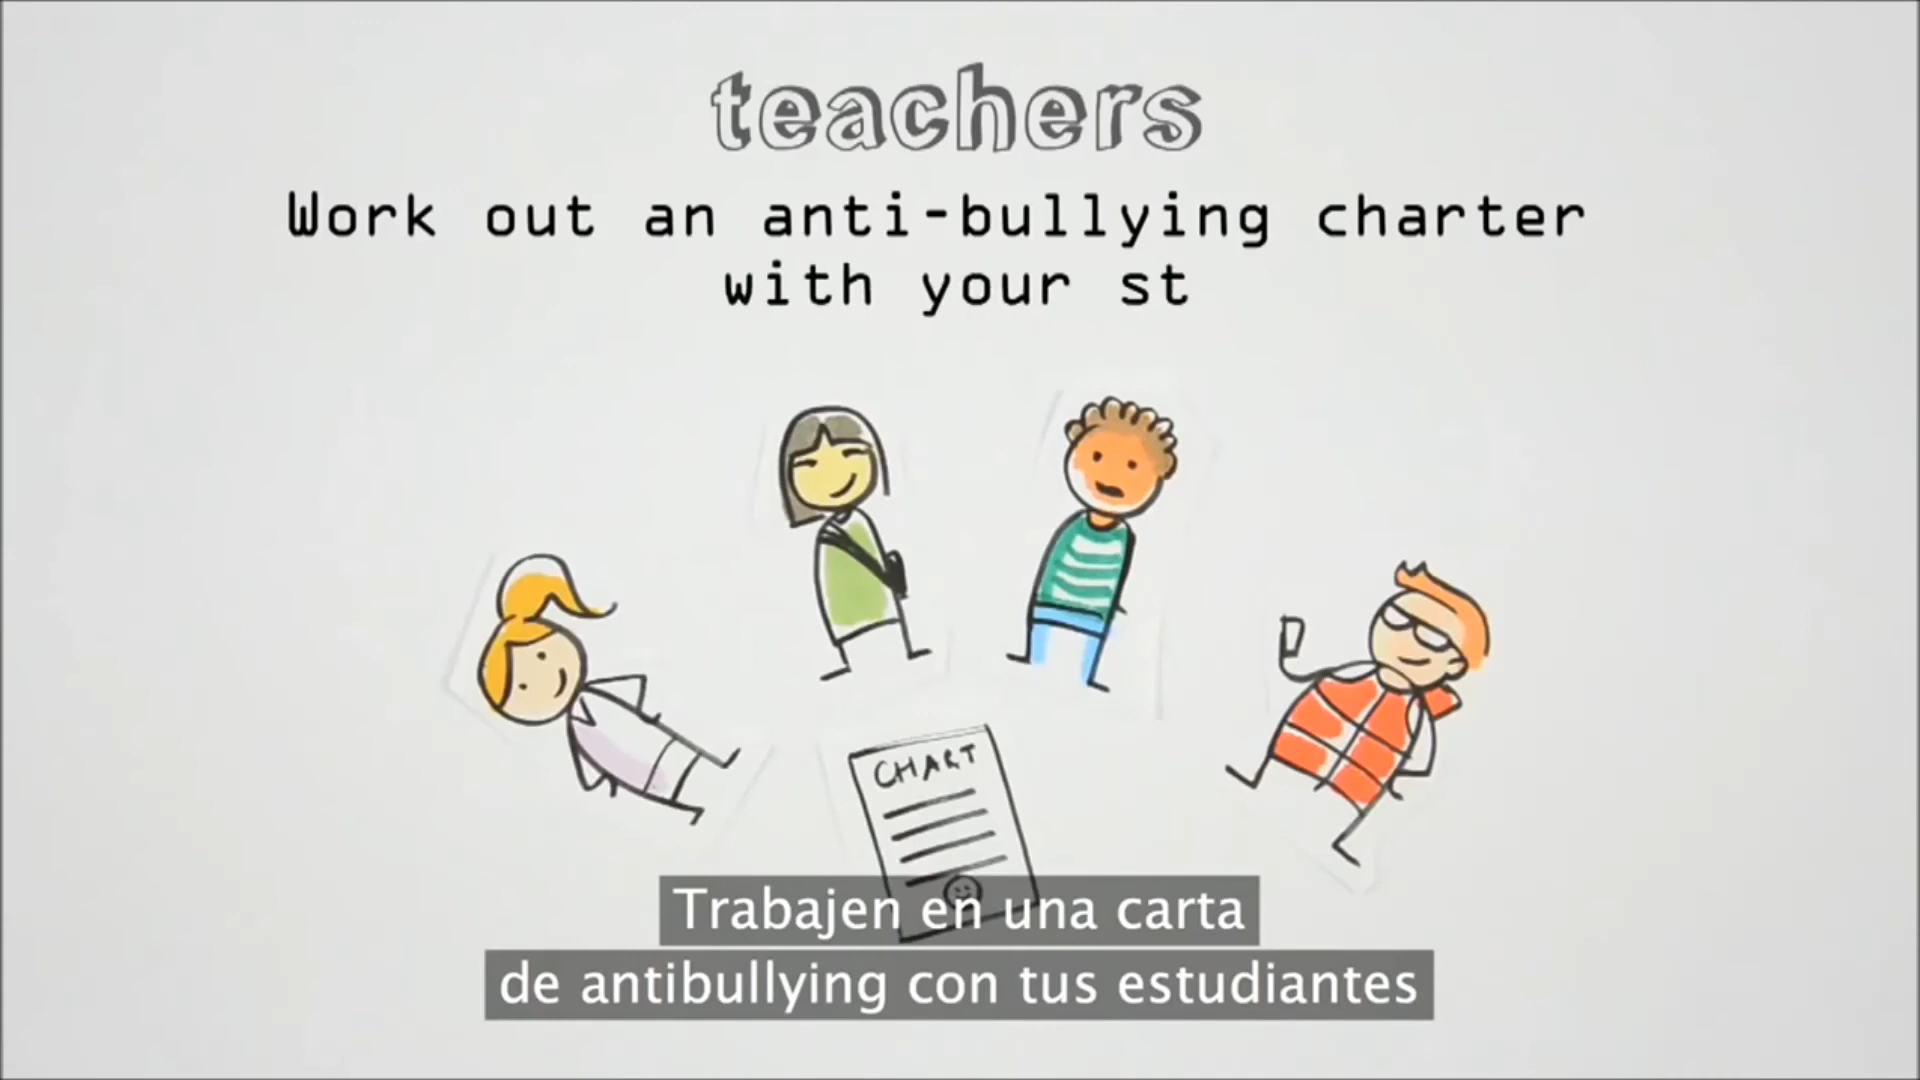 teachers
Work out an anti-bullying charter
with your st
CHART
Trabajen en una carta
de antibullying con tus estudiantes